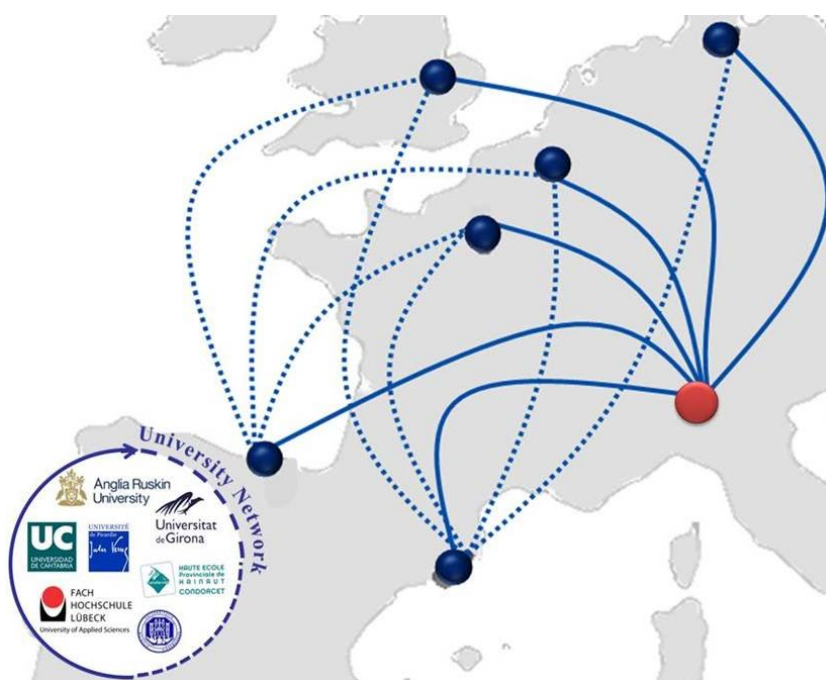 University Network
Anglia Ruskin
University
Universitat
de Girona
UC
UNIVERSIDAD
DE CANTABRIA
UNIVERSITÉ
de Picardie
Jules Verne
HAUTE ECOLE
Provinciale de
HAINAUT
CONDORCET
FACH
HOCHSCHULE
LÜBECK
University of Applied Sciences